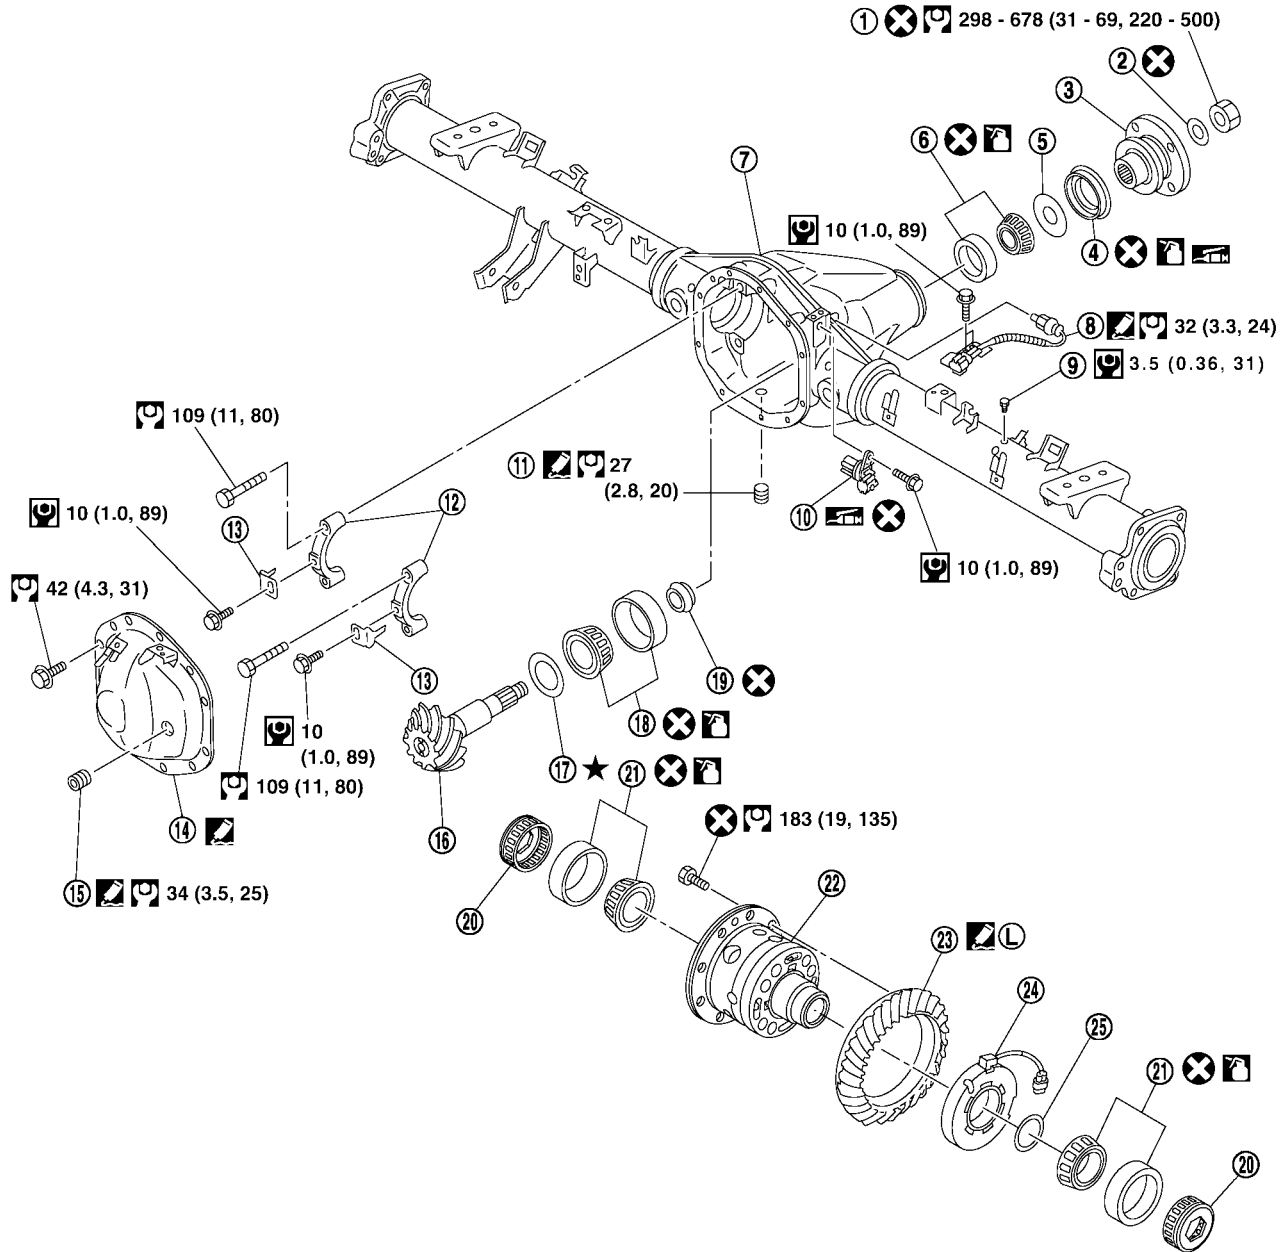 1 298 - 678 (31 - 69, 220 - 500)
2
3
6
5
7
10 (1.0, 89)
4
8 32 (3.3, 24)
9 3.5 (0.36, 31)
109 (11, 80)
11 27
(2.8, 20)
12
10 (1.0, 89)
13
10
10 (1.0, 89)
42 (4.3, 31)
13
19
18
10
(1.0, 89)
17 ★ 21
109 (11, 80)
14
16
183 (19, 135)
15 34 (3.5, 25)
20
22
23 L
24
25
21
20